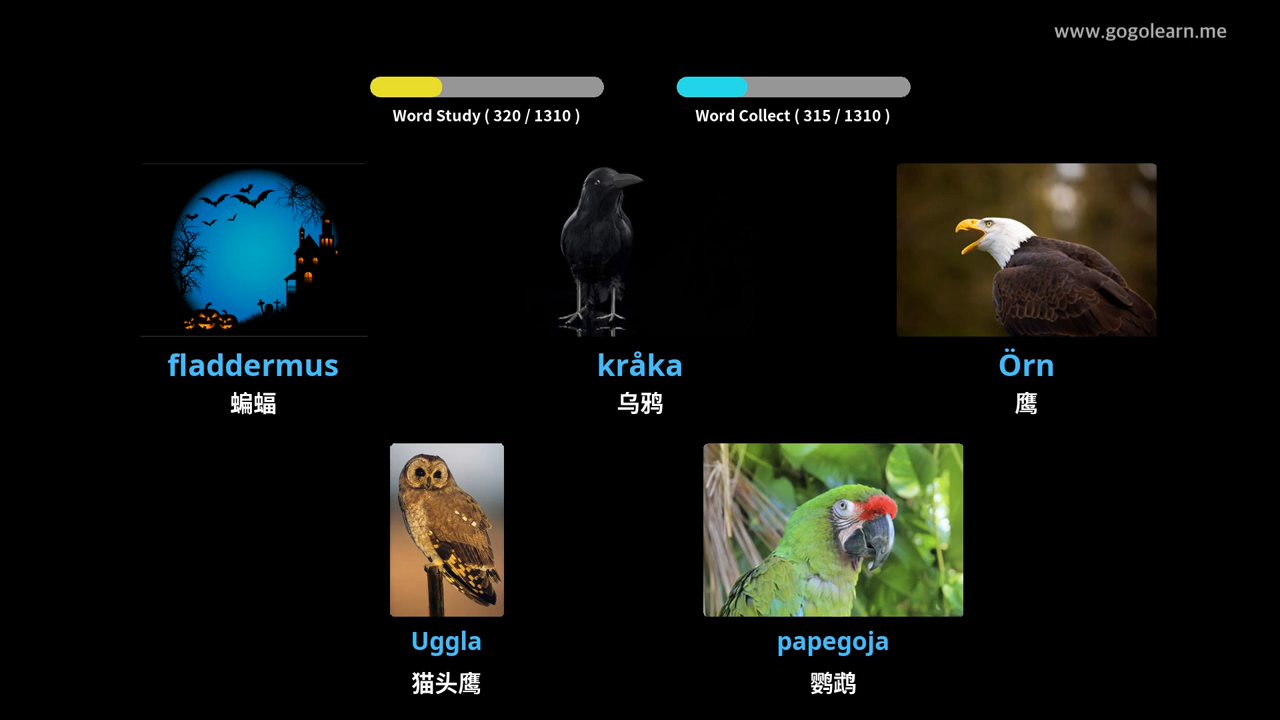 www.gogolearn.me
Word Study ( 320 / 1310 )
Word Collect ( 315 / 1310 )
fladdermus
蝙蝠
kråka
乌鸦
Örn
鹰
Uggla
猫头鹰
papegoja
鹦鹉